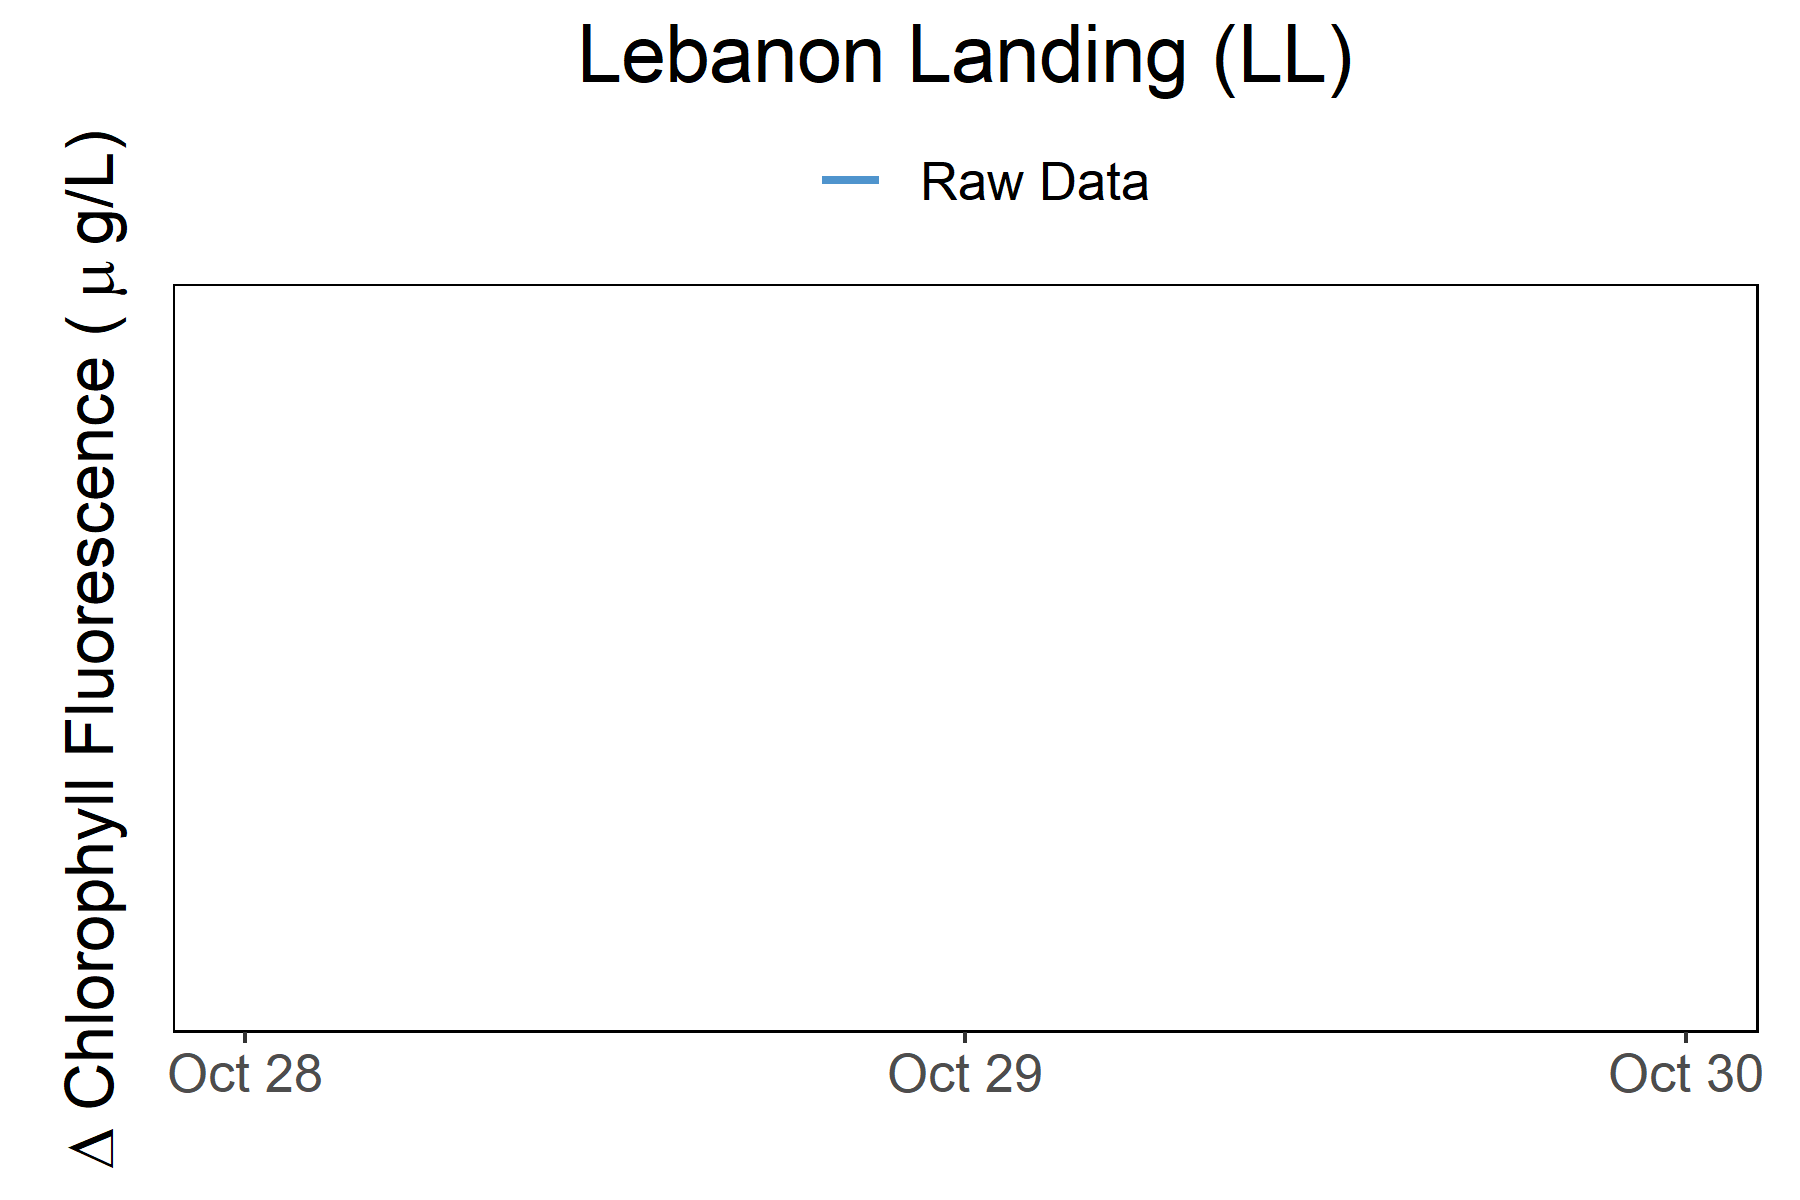 Lebanon Landing (LL)
Raw Data
Δ Chlorophyll Fluorescence ( μ g/L)
Oct 28
Oct 29
Oct 30